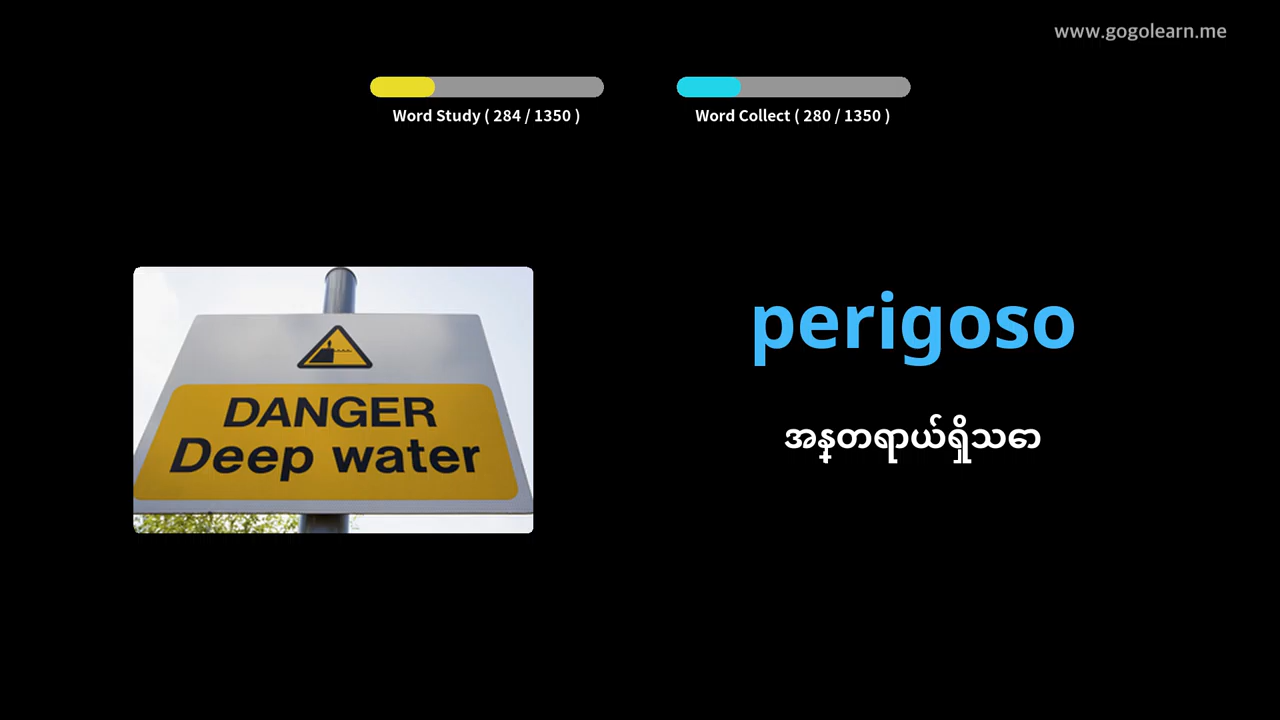 www.gogolearn.me
Word Study ( 284 / 1350 )
Word Collect ( 280 / 1350 )
DANGER
Deep water
perigoso
အန္တရာယ်ရှိသော